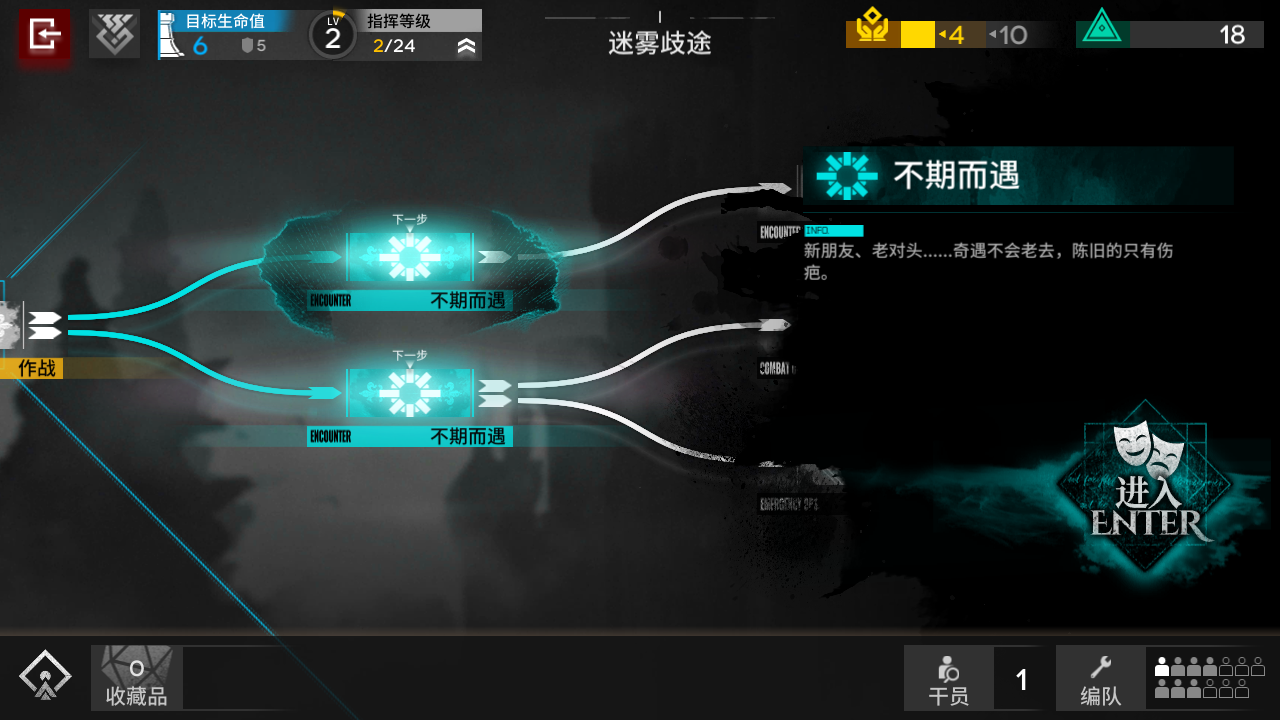 目标生命值
6
5
LV
2
指挥等级
2/24
迷雾歧途
4
10
18
不期而遇
INFO.
新朋友、老对头......奇遇不会老去，陈旧的只有伤
疤。
下一步
ENCOUNTER
不期而遇
ENCOUNTER
作战
下一步
ENCOUNTER
不期而遇
COMBAT
EMERGENCY OPS
进入
ENTER
0
收藏品
干员
1
编队